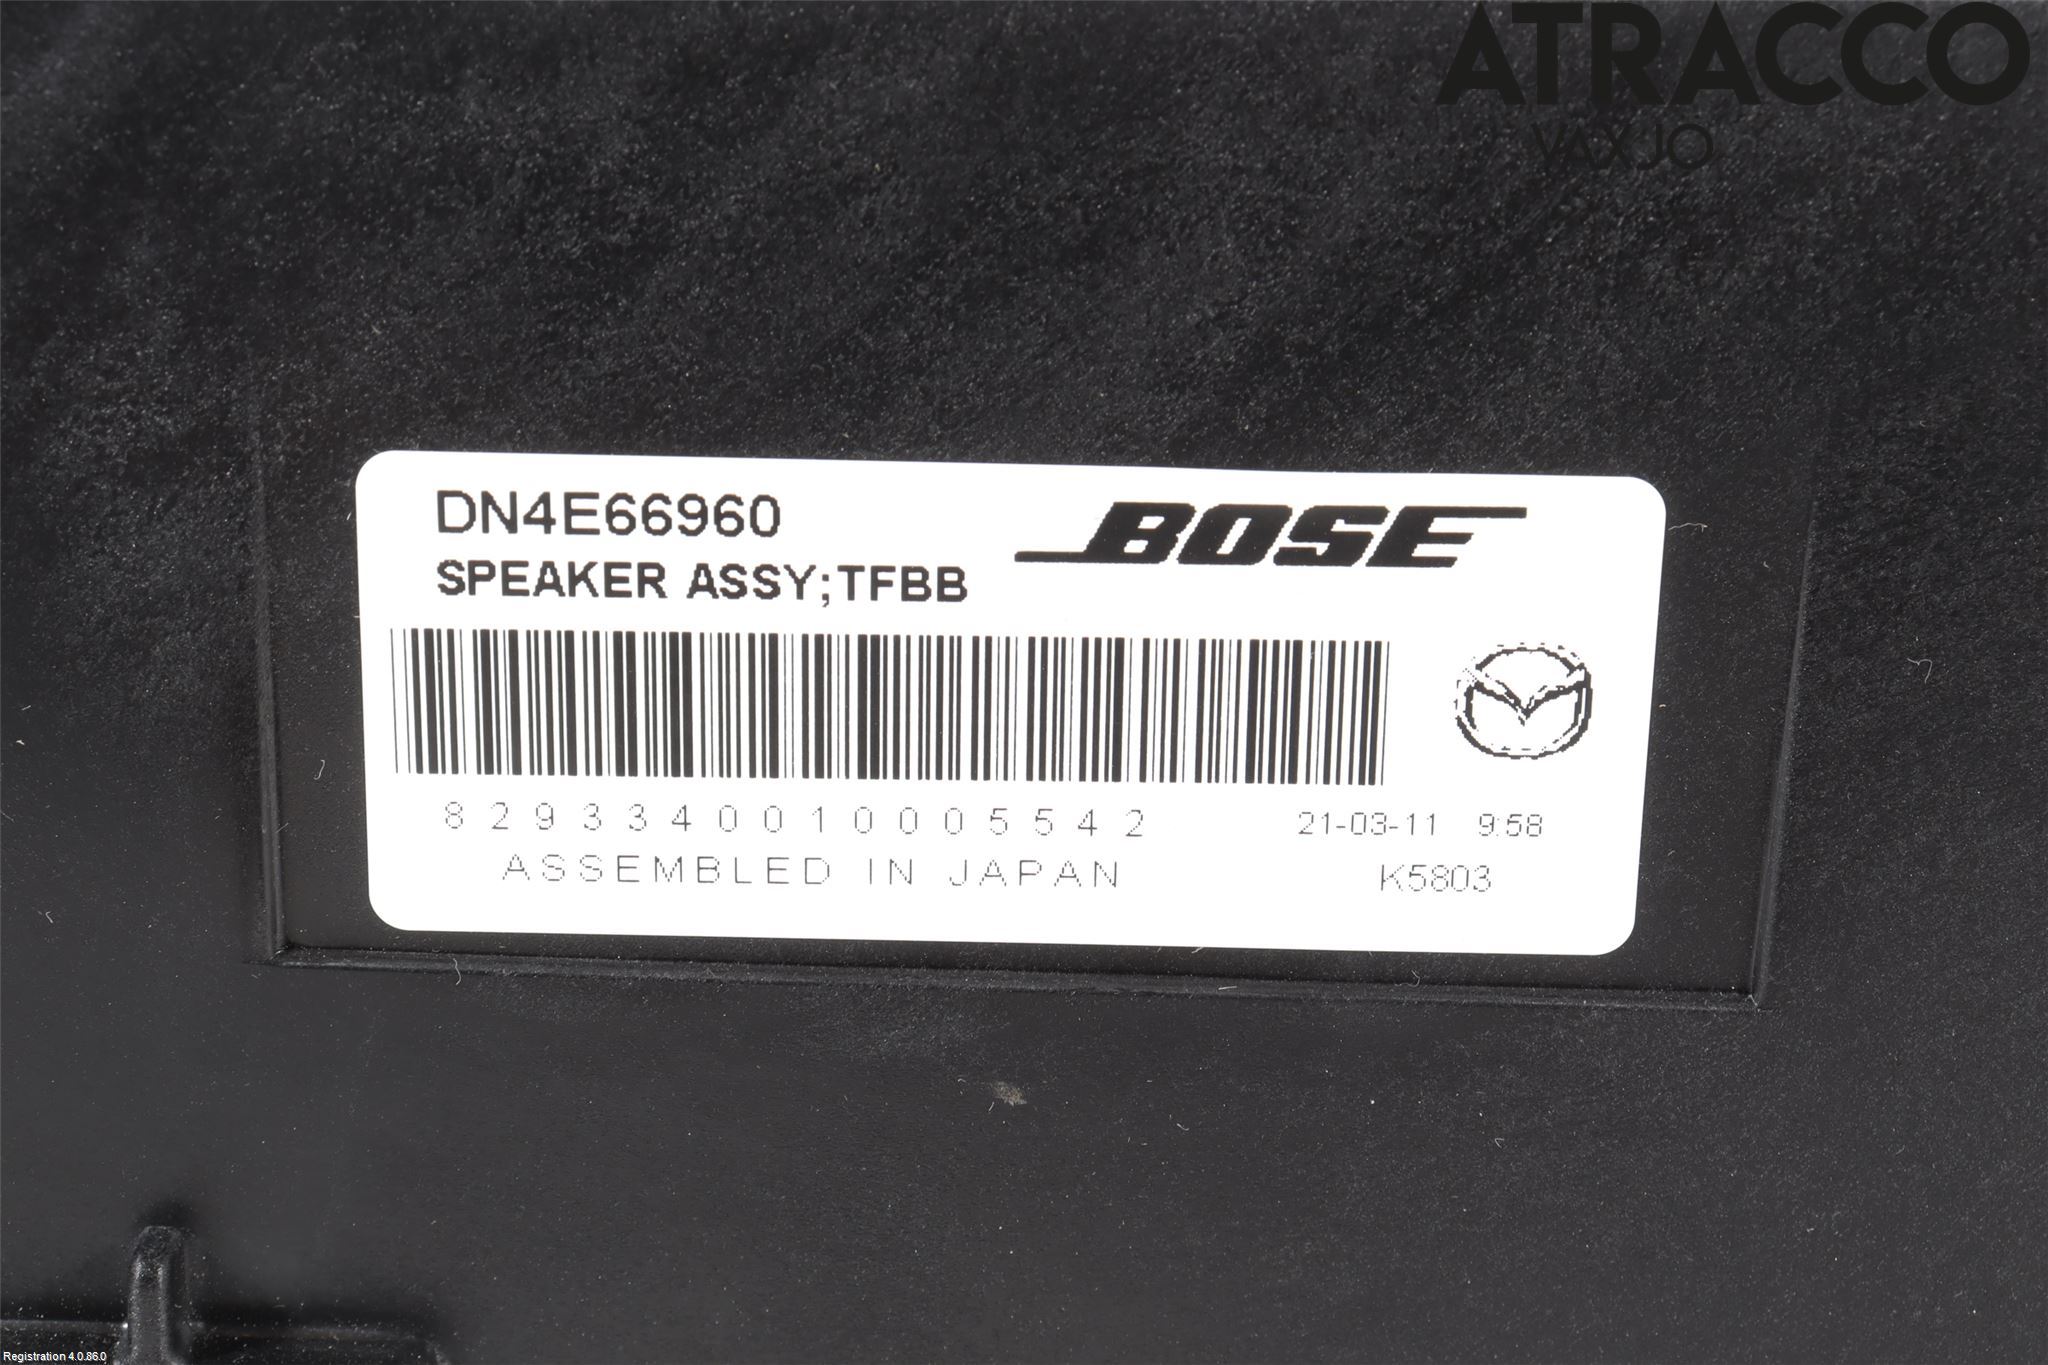 ATRACCO
VAXJO
DN4E66960
BOSE
SPEAKER ASSY;TFBB
8293340010005542
21-03-11 9:58
ASSEMBLED IN JAPAN
K5803
Registration 4.0.86.0